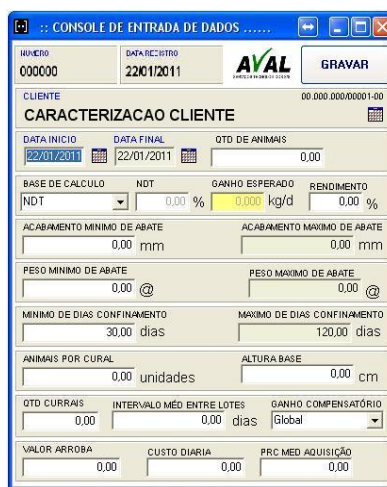 :: CONSOLE DE ENTRADA DE DADOS ......
NUMERO DATA REGISTRO
000000 22/01/2011 AVAL GRAVAR
CLIENTE 00.000.000/00001-00
CARACTERIZACAO CLIENTE
DATA INICIO DATA FINAL QTD DE ANIMAIS
22/01/2011 22/01/2011 0,00
BASE DE CALCULO NDT GANHO ESPERADO RENDIMENTO
NDT 0,00 % 0,000 kg/d 0,00 %
ACABAMENTO MINIMO DE ABATE ACABAMENTO MAXIMO DE ABATE
0,00 mm 0,00 mm
PESO MINIMO DE ABATE PESO MAXIMO DE ABATE
0,00 @ 0,00 @
MINIMO DE DIAS CONFINAMENTO MAXIMO DE DIAS CONFINAMENTO
30,00 dias 120,00 dias
ANIMAIS POR CURAL ALTURA BASE
0,00 unidades 0,00 cm
QTD CURRAIS INTERVALO MÉD ENTRE LOTES GANHO COMPENSATÓRIO
0,00 0,00 dias Global
VALOR ARROBA CUSTO DIARIA PRC MED AQUISIÇÃO
0,00 0,00 0,00